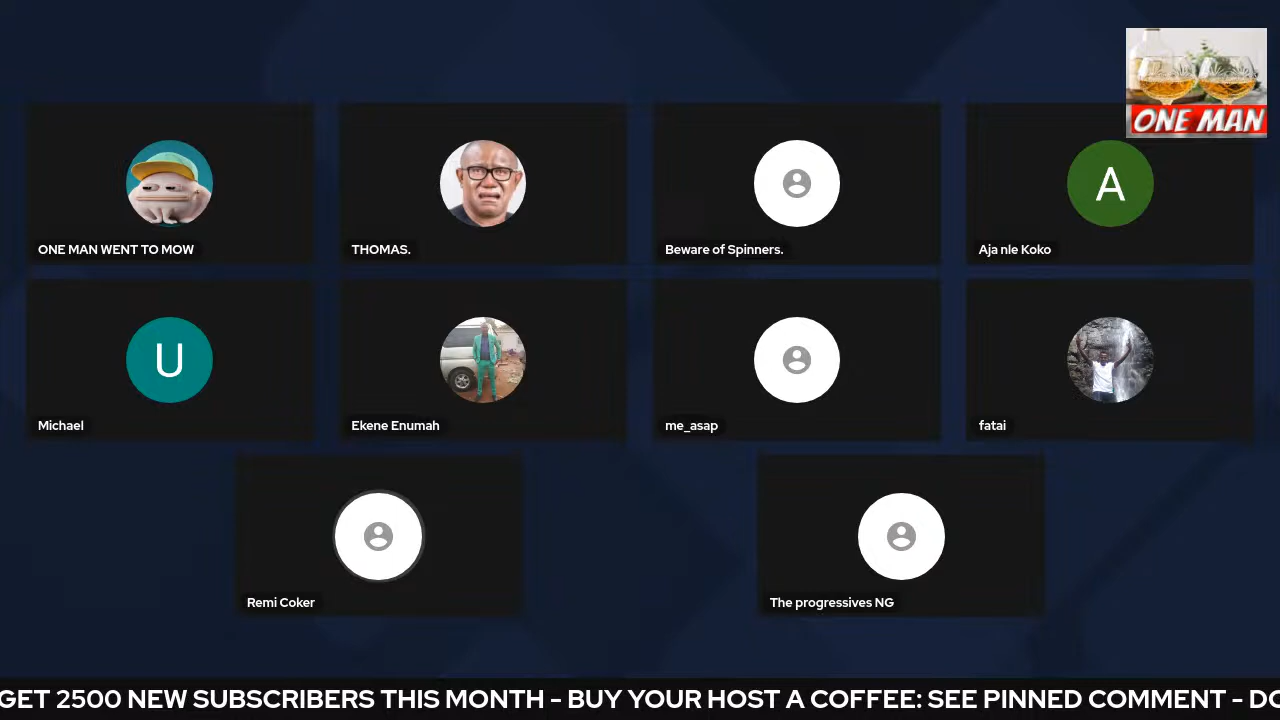 ONE MAN
ONE MAN WENT TO MOW
THOMAS.
Beware of Spinners.
A
Aja nle Koko
U
Michael
Ekene Enumah
me_asap
fatai
Remi Coker
The progressives NG
GET 2500 NEW SUBSCRIBERS THIS MONTH - BUY YOUR HOST A COFFEE: SEE PINNED COMMENT - DO